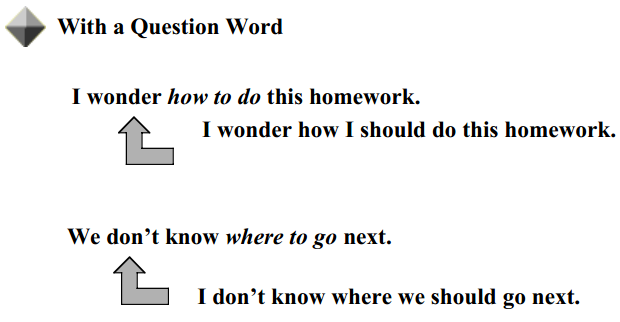 With a Question Word
I wonder how to do this homework.
I wonder how I should do this homework.
We don’t know where to go next.
I don’t know where we should go next.